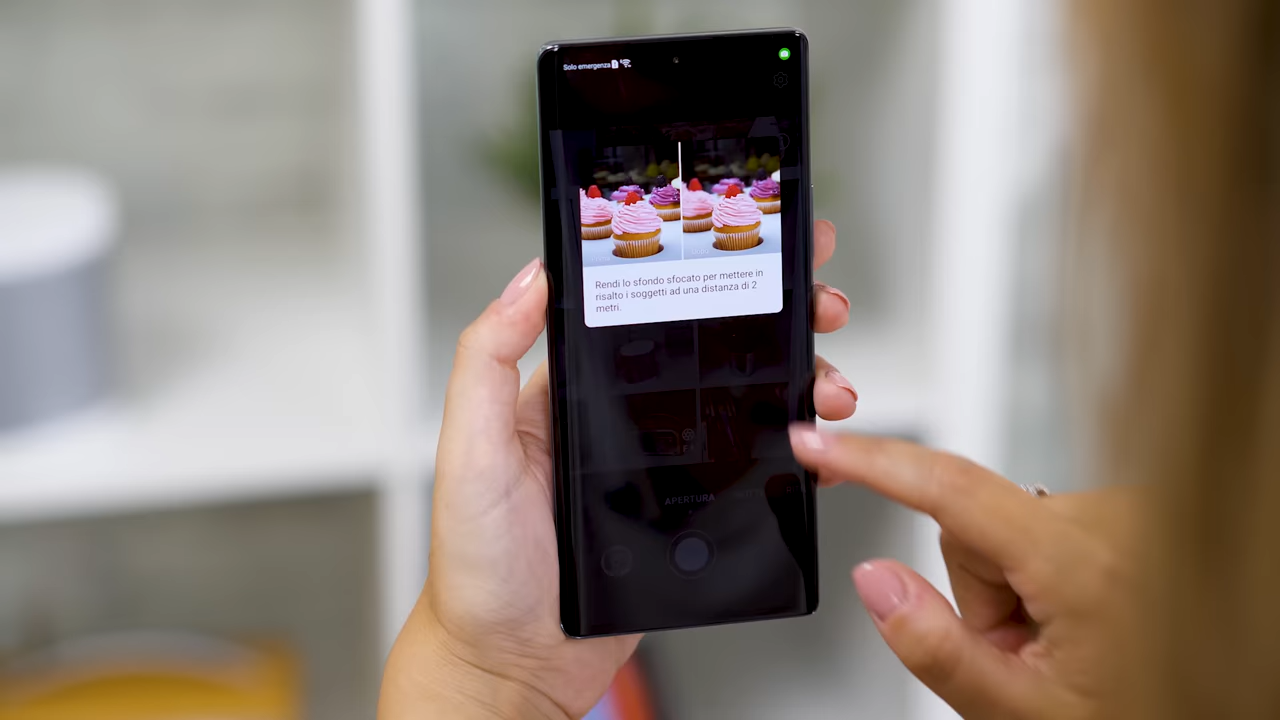 Solo emergenza
Rendi lo sfondo sfocato per mettere in
risalto i soggetti ad una distanza di 2
metri.
APERTURA